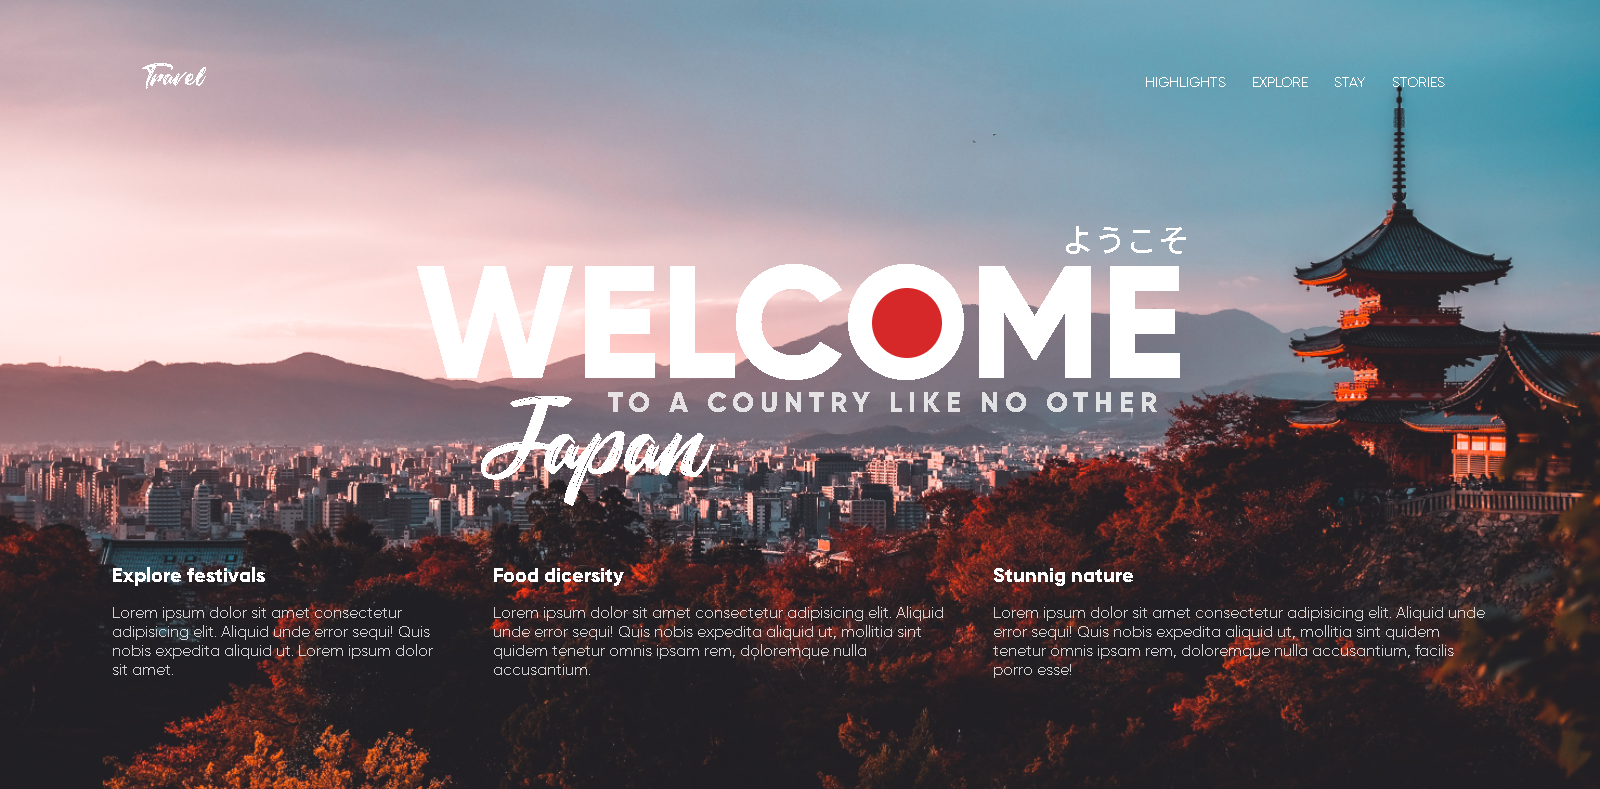 Travel
HIGHLIGHTS EXPLORE STAY STORIES
ようこそ
WELCOME
TO A COUNTRY LIKE NO OTHER
Japan
Explore festivals
Lorem ipsum dolor sit amet consectetur
adipisicing elit. Aliquid unde error sequi! Quis
nobis expedita aliquid ut. Lorem ipsum dolor
sit amet.
Food dicersity
Lorem ipsum dolor sit amet consectetur adipisicing elit. Aliquid
unde error sequi! Quis nobis expedita aliquid ut, mollitia sint
quidem tenetur omnis ipsam rem, doloremque nulla
accusantium.
Stunnig nature
Lorem ipsum dolor sit amet consectetur adipisicing elit. Aliquid unde
error sequi! Quis nobis expedita aliquid ut, mollitia sint quidem
tenetur omnis ipsam rem, doloremque nulla accusantium, facilis
porro esse!